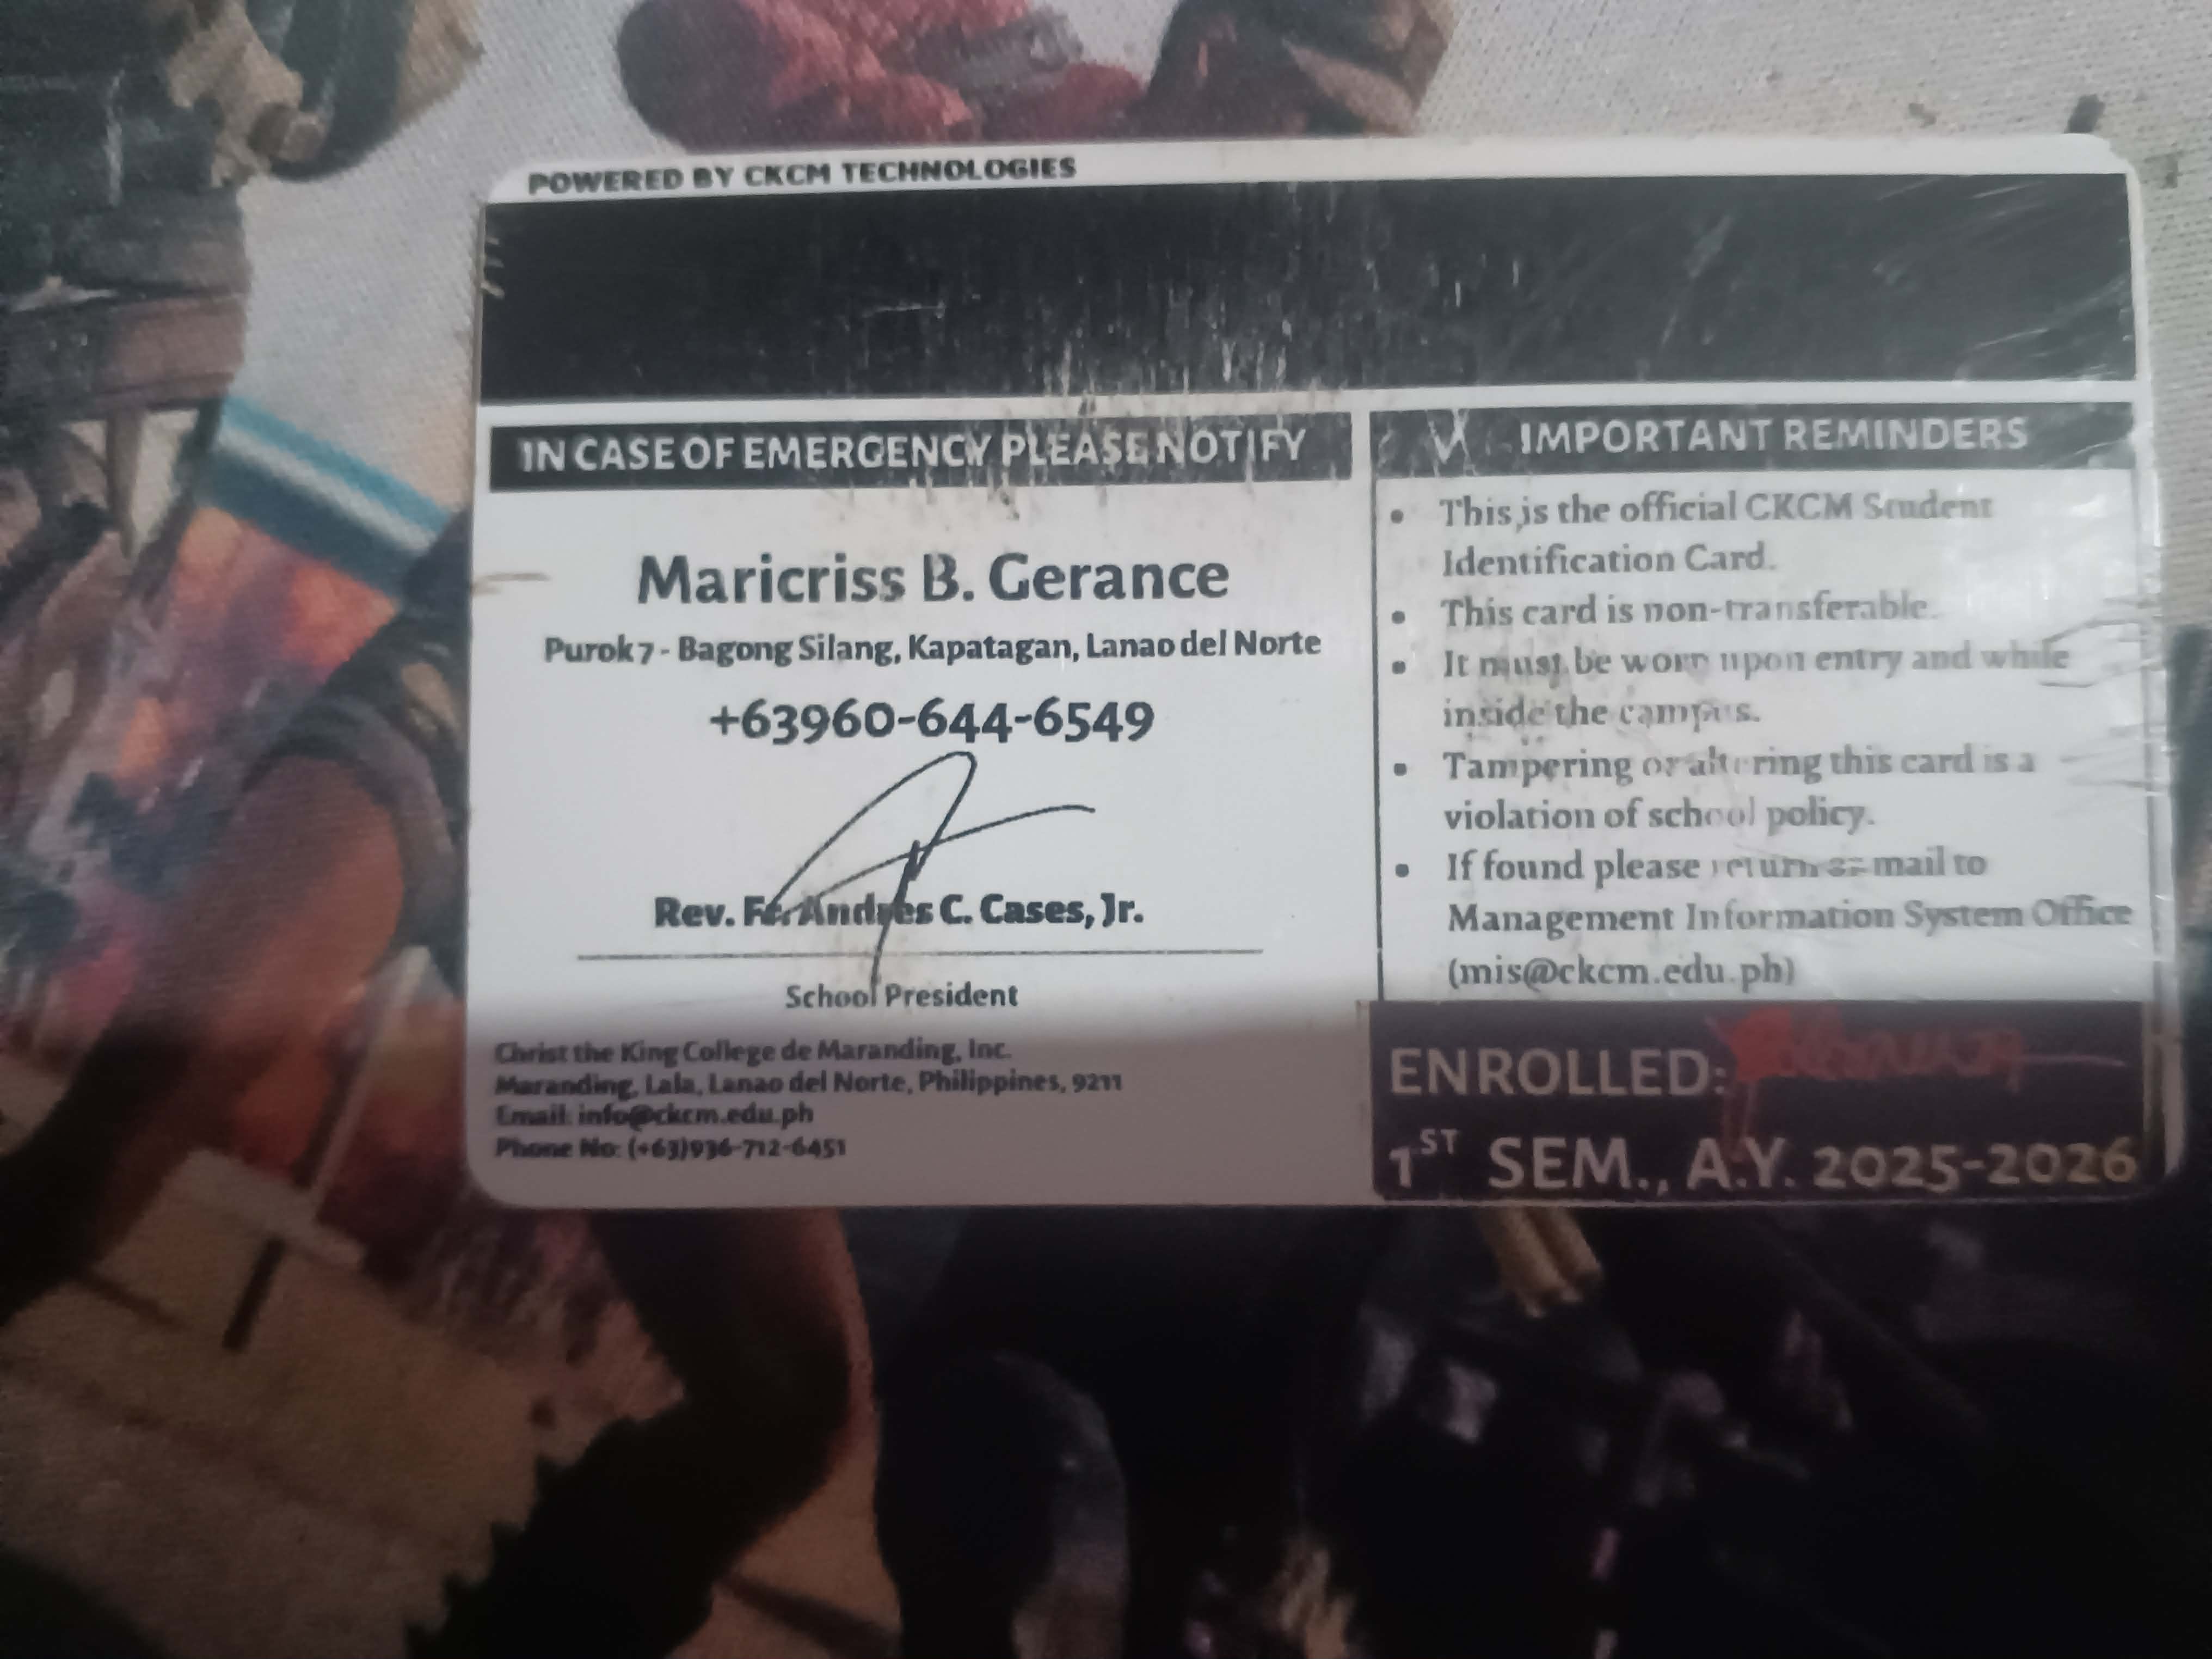 POWERED BY CKCM TECHNOLOGIES
IN CASE OF EMERGENCY PLEASE NOTIFY
Maricriss B. Gerance
Purok 7 - Bagong Silang, Kapatagan, Lanao del Norte
+63960-644-6549
Rev. Fr. Andres C. Cases, Jr.
School President
Christ the King College de Maranding, Inc.
Maranding, Lala, Lanao del Norte, Philippines, 9211
Email: info@ckcm.edu.ph
Phone No: (+63)936-712-6451
IMPORTANT REMINDERS
• This is the official CKCM Student
Identification Card.
• This card is non-transferable.
• It must be worn upon entry and while
inside the campus.
• Tampering or altering this card is a
violation of school policy.
• If found please return or mail to
Management Information System Office
(mis@ckcm.edu.ph)
ENROLLED:
1ST SEM., A.Y. 2025-2026